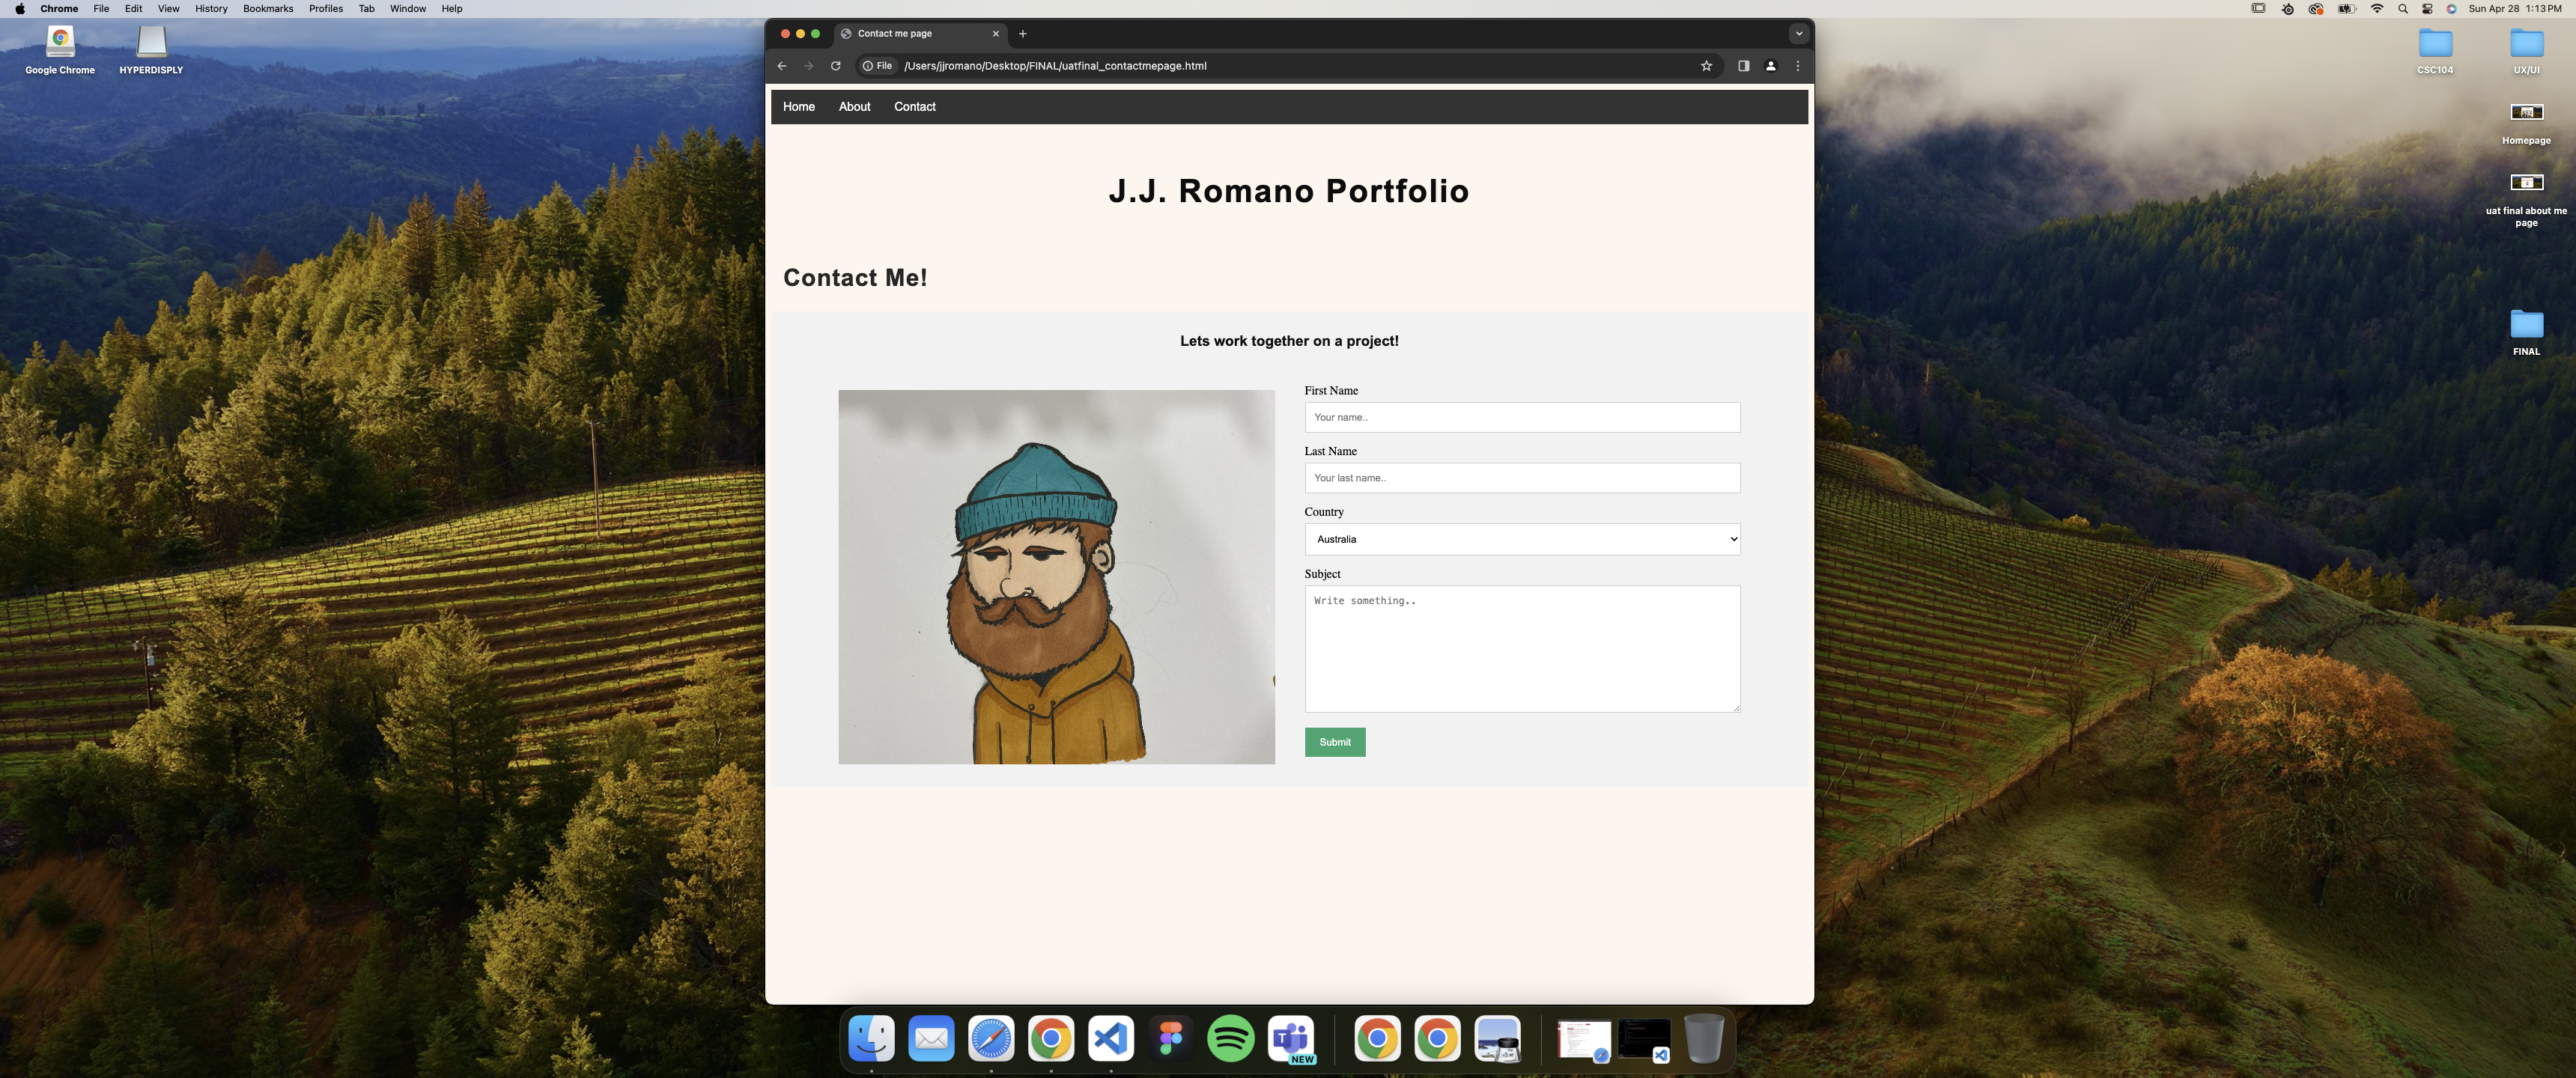 Chrome File Edit View History Bookmarks Profiles Tab Window Help
Sun Apr 28 1:13 PM
Google Chrome
HYPERDISPLY
CSC104
UX/UI
Homepage
uat final about me
page
FINAL
Contact me page
File /Users/jjromano/Desktop/FINAL/uatfinal_contactmepage.html
Home About Contact
J.J. Romano Portfolio
Contact Me!
Lets work together on a project!
First Name
Your name..
Last Name
Your last name..
Country
Australia
Subject
Write something..
Submit
T
NEW